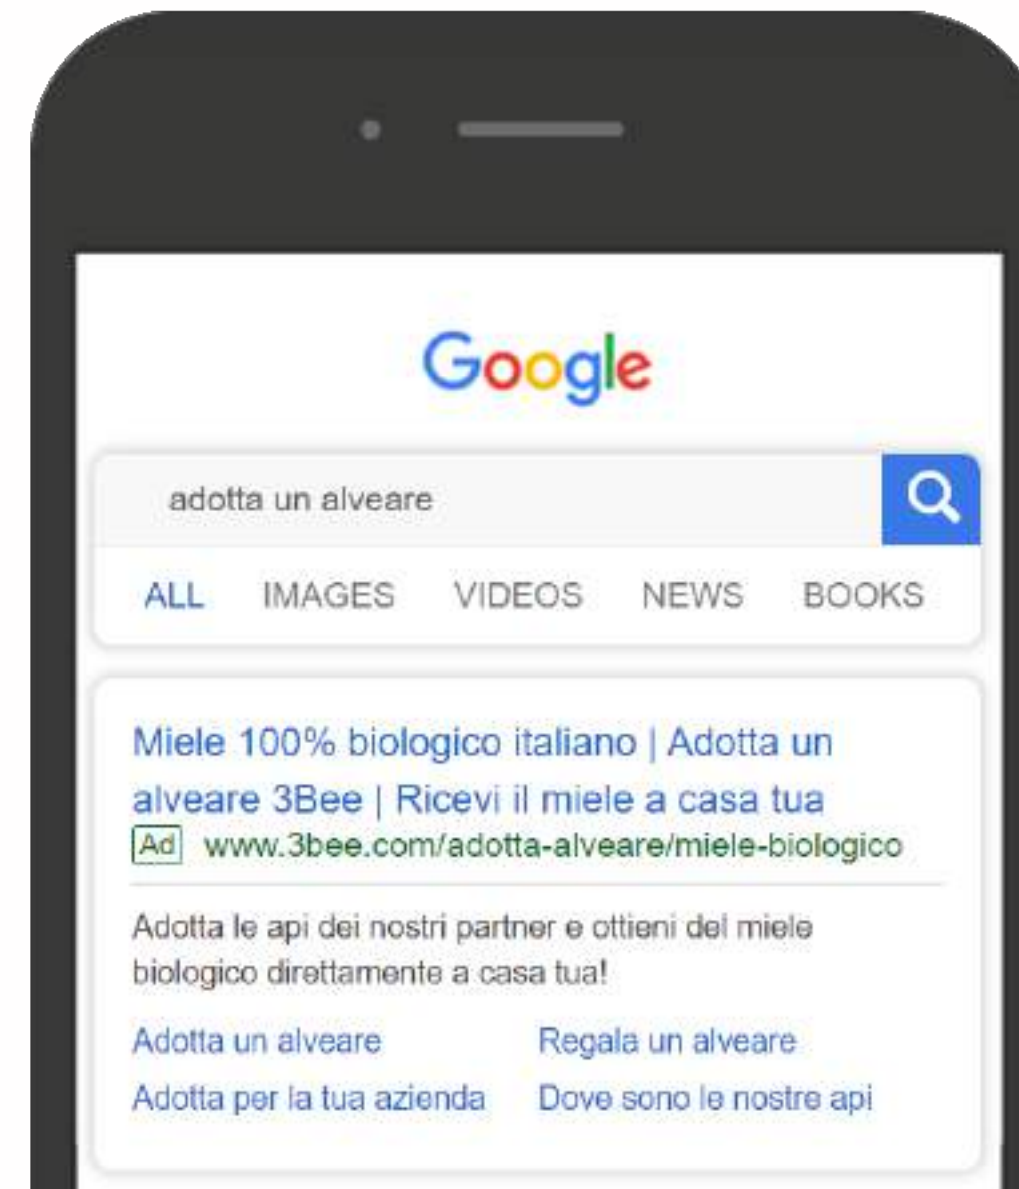 Google
adotta un alveare
ALL IMAGES VIDEOS NEWS BOOKS
Miele 100% biologico italiano | Adotta un
alveare 3Bee | Ricevi il miele a casa tua
Ad www.3bee.com/adotta-alveare/miele-biologico
Adotta le api dei nostri partner e ottieni del miele
biologico direttamente a casa tua!
Adotta un alveare Regala un alveare
Adotta per la tua azienda Dove sono le nostre api